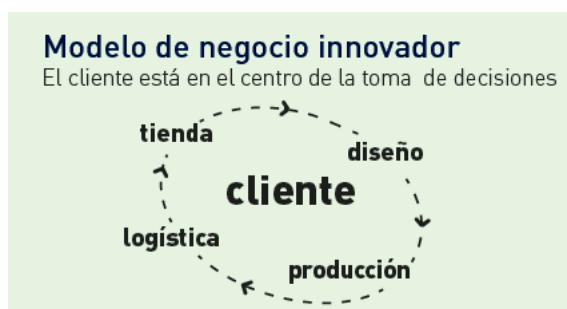 Modelo de negocio innovador
El cliente está en el centro de la toma de decisiones
tienda
diseño
cliente
logística
producción